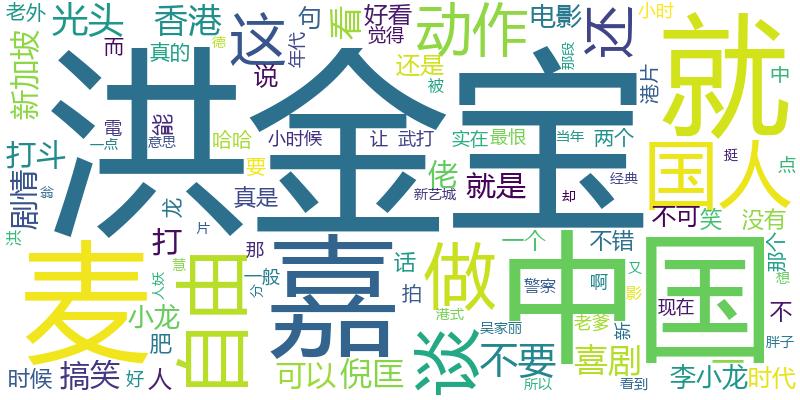 老外 光头 香港 这 句 看 好看 动作 电影 还 小时
而 真的 年代 觉得 德 那段 就
新加坡 说 还是 被 港片 中
電 能 哈哈 小时候 让 武打 实在 最恨 当年 两个
洪金宝
打斗 一点 意思 要 佬 就是 国人 挺 点
剧情 翁 龙 真是 新艺城 却 经典
洪 片 打 那 不可 笑 没有
麦 嘉 做 中国
自由 一般 话 一个 不错 那个
人妖 慧 分 拍 警察 啊 又 想
小龙 港式 老爹 新 影 现在 不
肥 吴家丽 胖子
时候 搞笑 好 人 可以 倪匡 谈 不要 喜剧 李小龙 时代
所以 看到